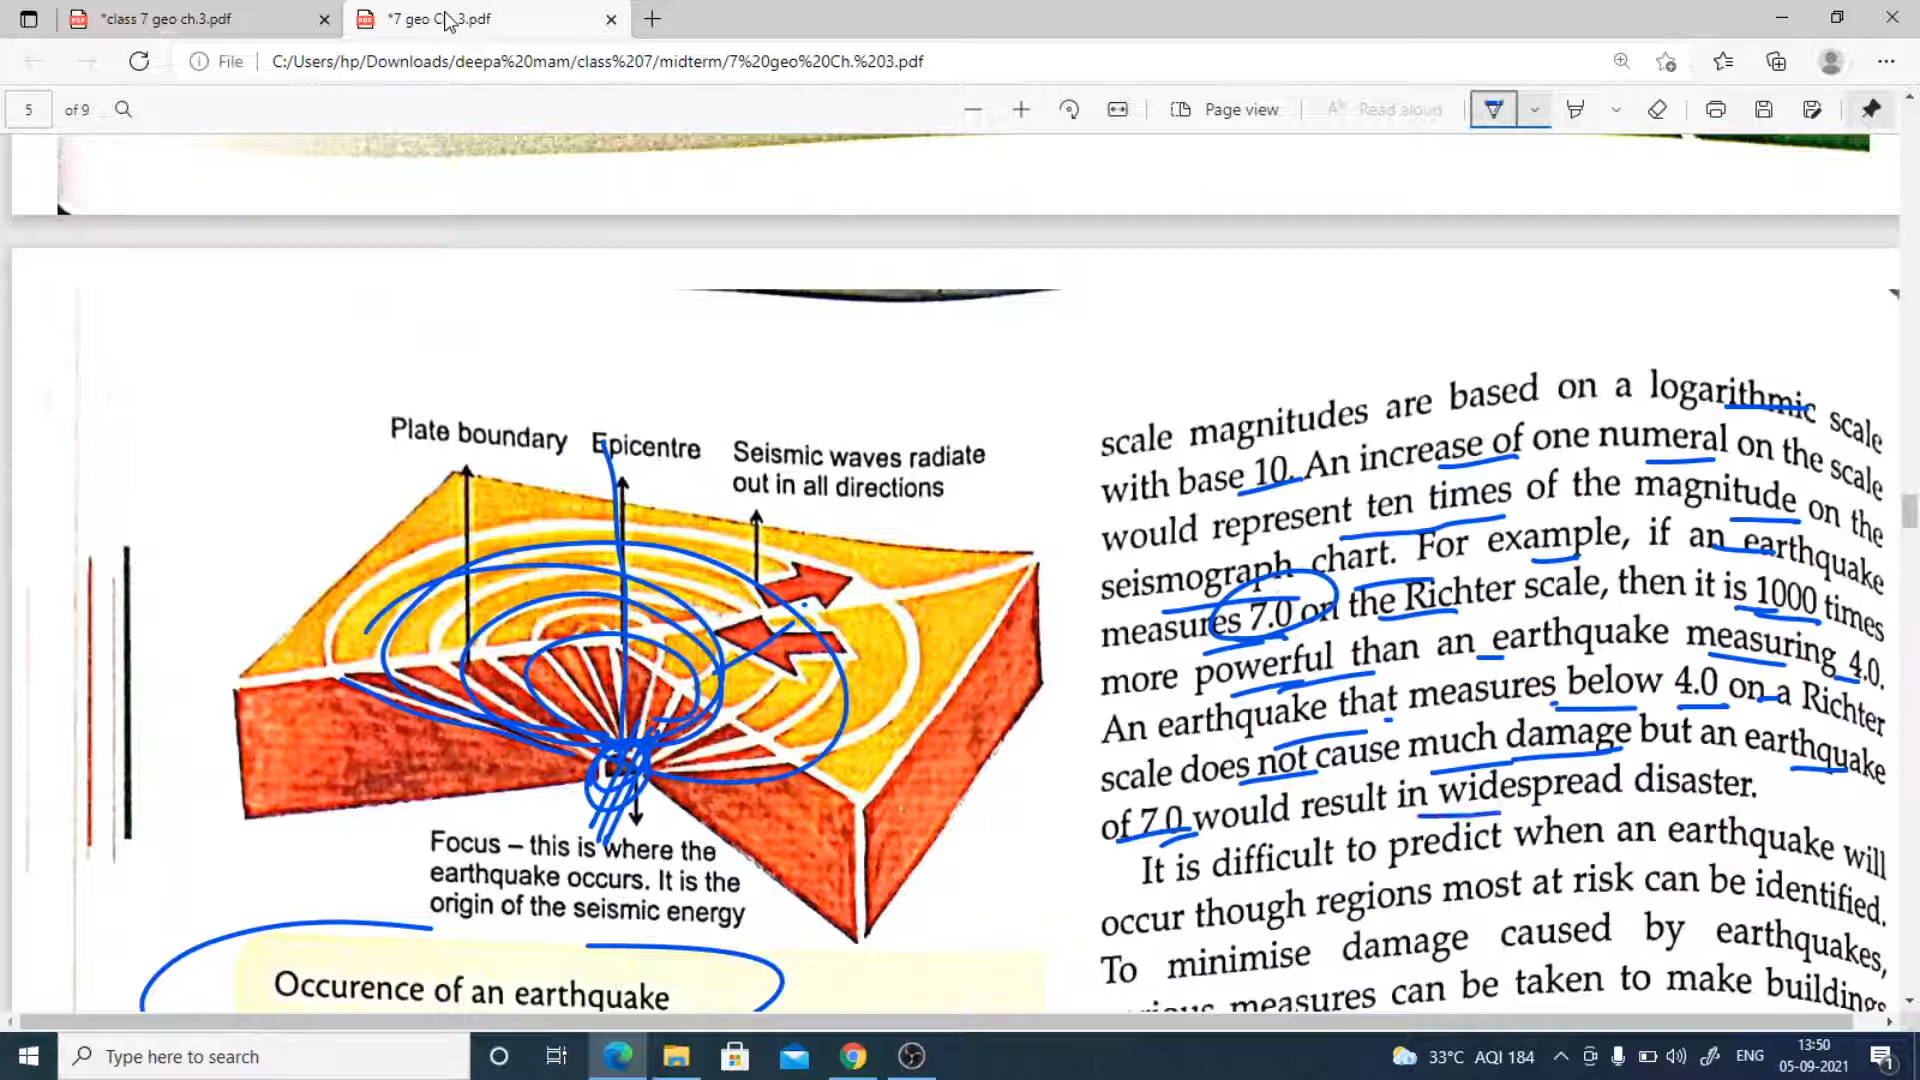 *class 7 geo ch.3.pdf
*7 geo Ch.3.pdf
File
C:/Users/hp/Downloads/deepa%20mam/class%207/midterm/7%20geo%20Ch.%203.pdf
5 of 9
Page view
Read aloud
Plate boundary
Epicentre
Seismic waves radiate
out in all directions
Focus – this is where the
earthquake occurs. It is the
origin of the seismic energy
Occurence of an earthquake
scale magnitudes are based on a logarithmic scale
with base 10. An increase of one numeral on the scale
would represent ten times of the magnitude on the
seismograph chart. For example, if an earthquake
measures 7.0 on the Richter scale, then it is 1000 times
more powerful than an earthquake measuring 4.0.
An earthquake that measures below 4.0 on a Richter
scale does not cause much damage but an earthquake
of 7.0 would result in widespread disaster.
It is difficult to predict when an earthquake will
occur though regions most at risk can be identified.
To minimise damage caused by earthquakes,
measures can be taken to make buildings
Type here to search
33°C AQI 184
ENG
13:50
05-09-2021
1